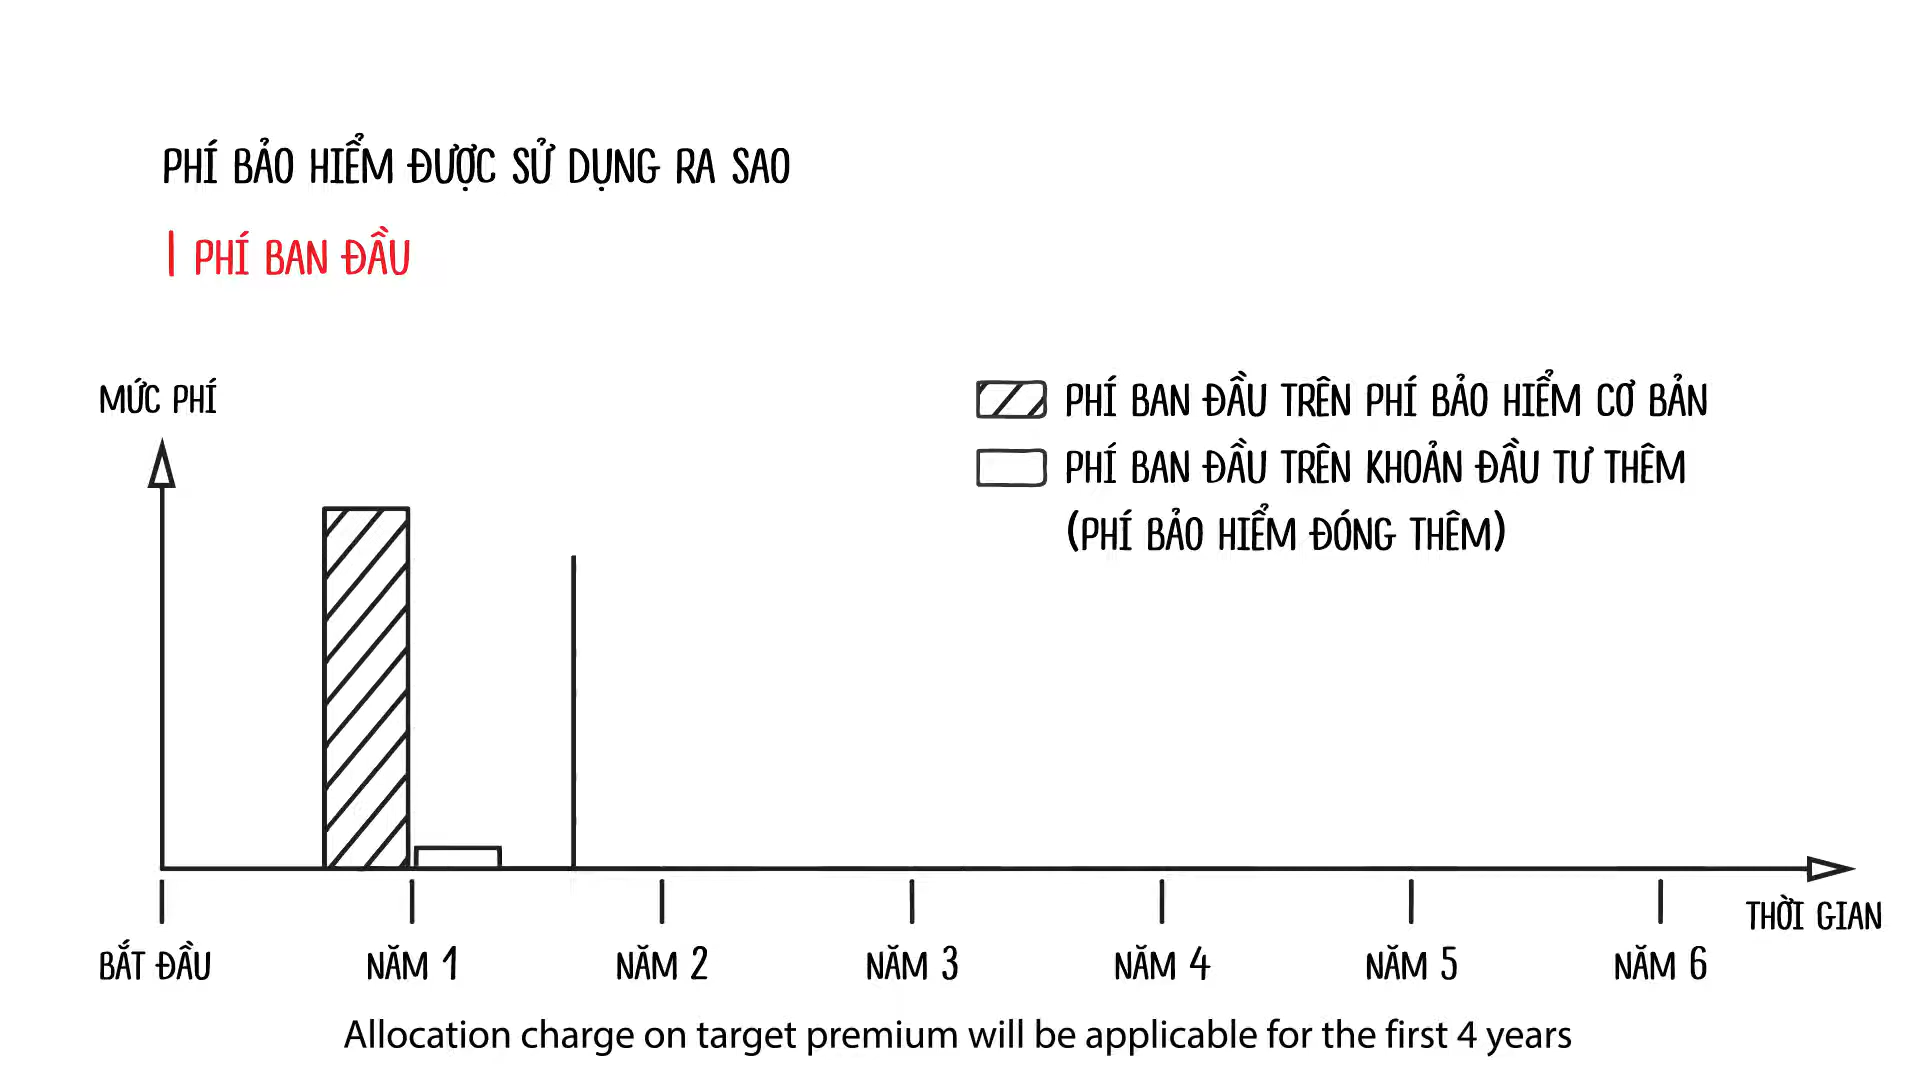 PHÍ BẢO HIỂM ĐƯỢC SỬ DỤNG RA SAO
PHÍ BAN ĐẦU
MỨC PHÍ
PHÍ BAN ĐẦU TRÊN PHÍ BẢO HIỂM CƠ BẢN
PHÍ BAN ĐẦU TRÊN KHOẢN ĐẦU TƯ THÊM
(PHÍ BẢO HIỂM ĐÓNG THÊM)
THỜI GIAN
BẮT ĐẦU NĂM 1 NĂM 2 NĂM 3 NĂM 4 NĂM 5 NĂM 6
Allocation charge on target premium will be applicable for the first 4 years